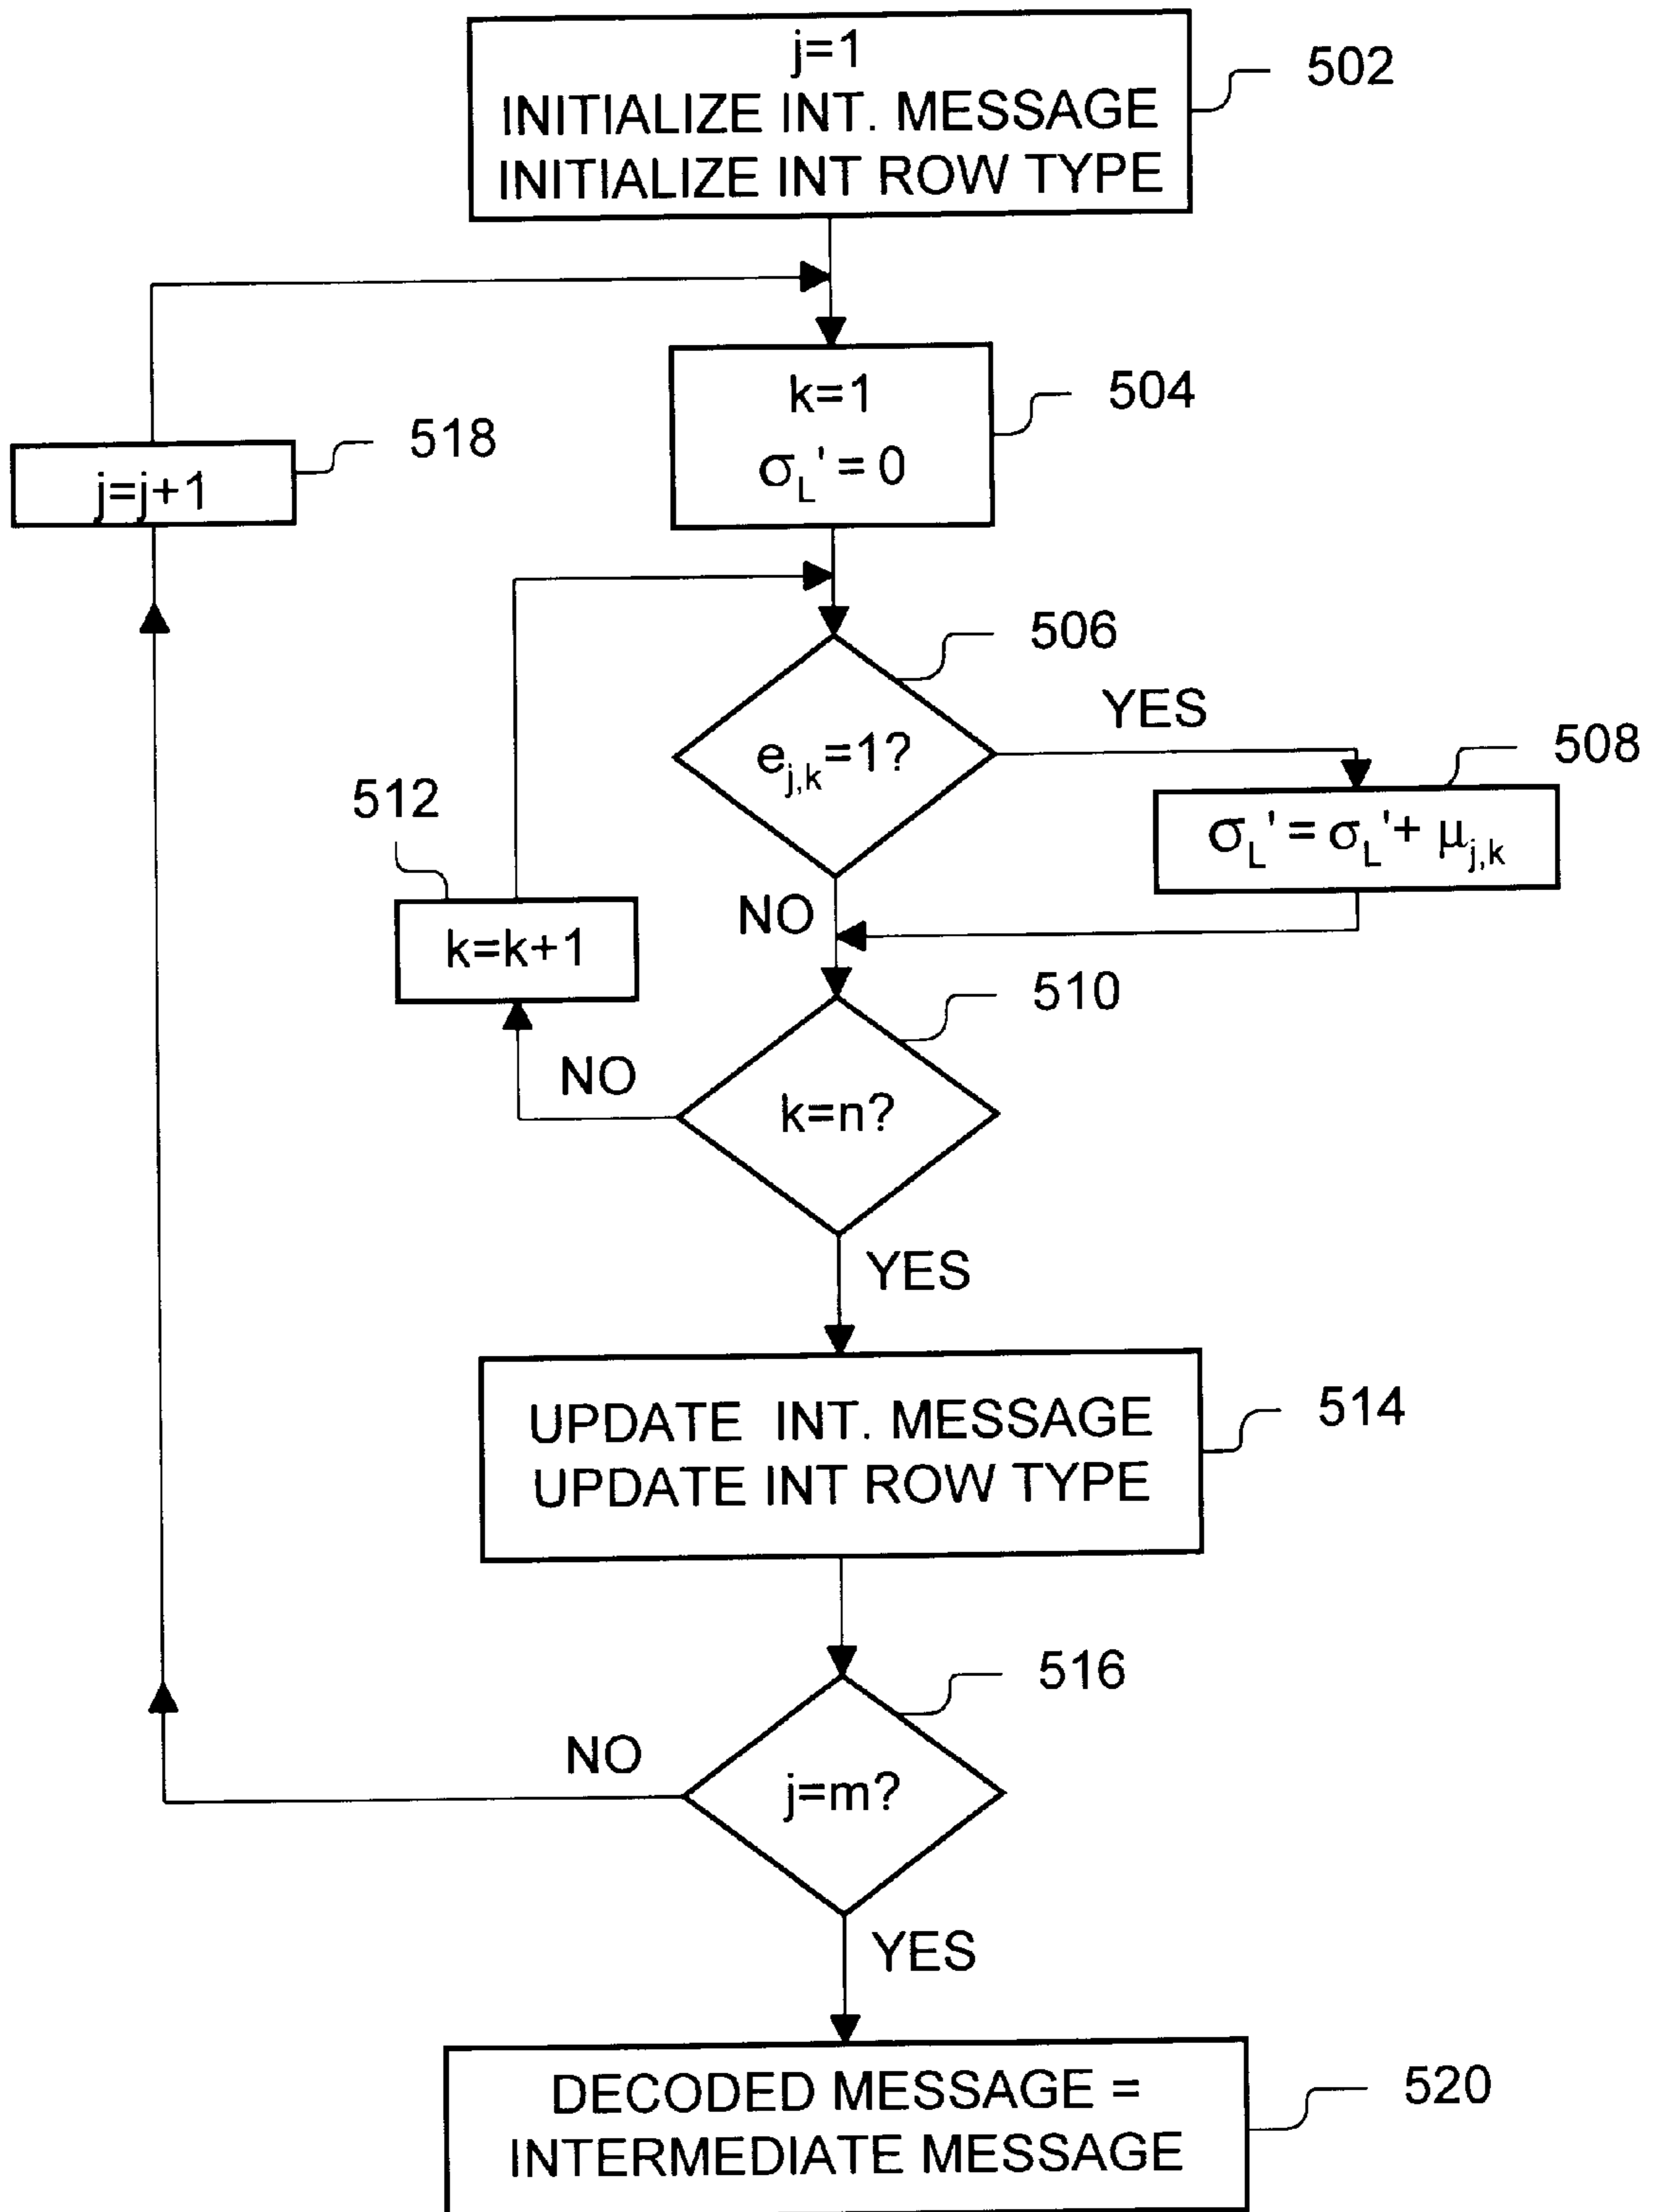 j=1
INITIALIZE INT. MESSAGE
INITIALIZE INT ROW TYPE
502
k=1
σL' = 0
504
j=j+1
518
506
ej,k=1?
YES
508
σL' = σL'+ μj,k
512
k=k+1
NO
510
k=n?
NO
YES
UPDATE INT. MESSAGE
UPDATE INT ROW TYPE
514
516
j=m?
NO
YES
DECODED MESSAGE =
INTERMEDIATE MESSAGE
520